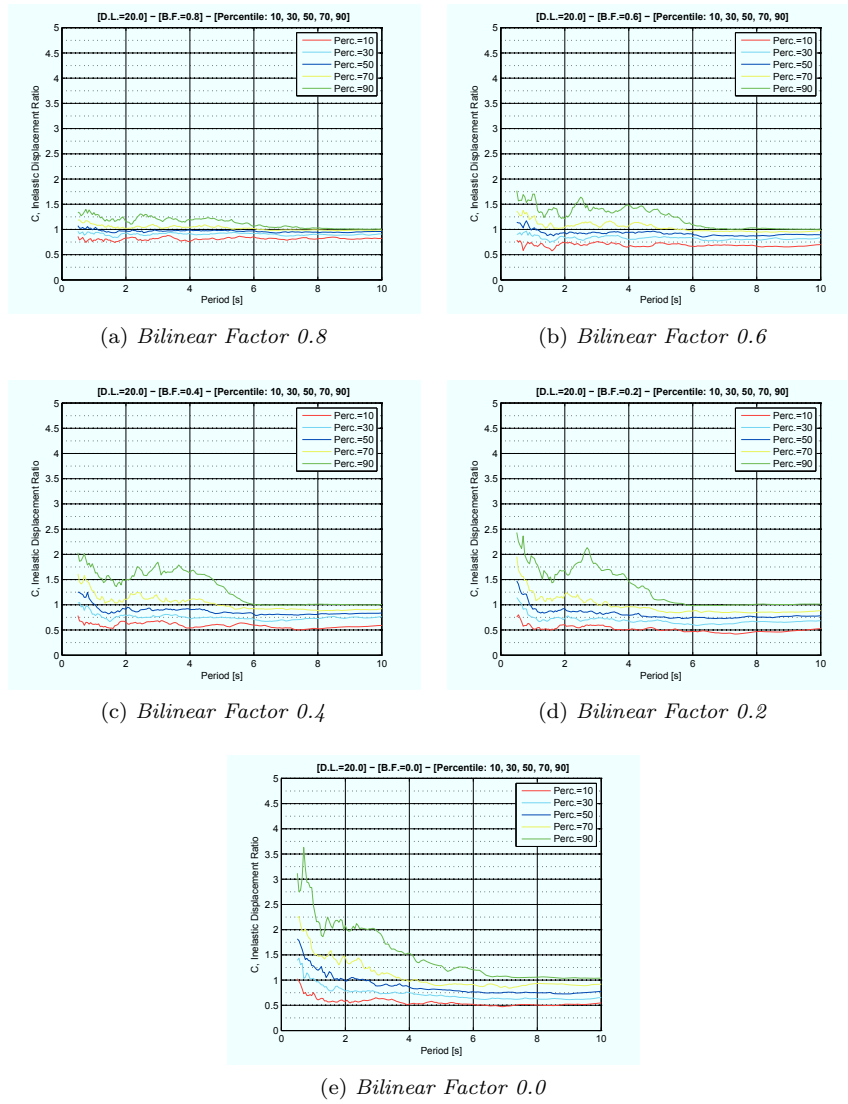 [D.L.=20.0] − [B.F.=0.8] − [Percentile: 10, 30, 50, 70, 90]
5
4.5
4
3.5
3
2.5
2
1.5
1
0.5
0
C, Inelastic Displacement Ratio
Perc.=10
Perc.=30
Perc.=50
Perc.=70
Perc.=90
0 2 4 6 8 10
Period [s]
(a) Bilinear Factor 0.8
[D.L.=20.0] − [B.F.=0.6] − [Percentile: 10, 30, 50, 70, 90]
5
4.5
4
3.5
3
2.5
2
1.5
1
0.5
0
C, Inelastic Displacement Ratio
Perc.=10
Perc.=30
Perc.=50
Perc.=70
Perc.=90
0 2 4 6 8 10
Period [s]
(b) Bilinear Factor 0.6
[D.L.=20.0] − [B.F.=0.4] − [Percentile: 10, 30, 50, 70, 90]
5
4.5
4
3.5
3
2.5
2
1.5
1
0.5
0
C, Inelastic Displacement Ratio
Perc.=10
Perc.=30
Perc.=50
Perc.=70
Perc.=90
0 2 4 6 8 10
Period [s]
(c) Bilinear Factor 0.4
[D.L.=20.0] − [B.F.=0.2] − [Percentile: 10, 30, 50, 70, 90]
5
4.5
4
3.5
3
2.5
2
1.5
1
0.5
0
C, Inelastic Displacement Ratio
Perc.=10
Perc.=30
Perc.=50
Perc.=70
Perc.=90
0 2 4 6 8 10
Period [s]
(d) Bilinear Factor 0.2
[D.L.=20.0] − [B.F.=0.0] − [Percentile: 10, 30, 50, 70, 90]
5
4.5
4
3.5
3
2.5
2
1.5
1
0.5
0
C, Inelastic Displacement Ratio
Perc.=10
Perc.=30
Perc.=50
Perc.=70
Perc.=90
0 2 4 6 8 10
Period [s]
(e) Bilinear Factor 0.0